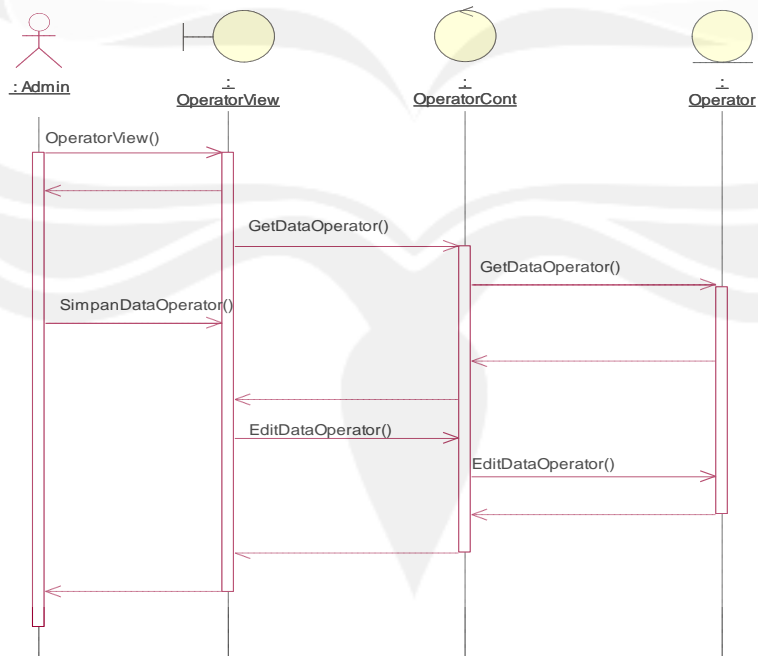 : Admin
:
OperatorView
:
OperatorCont
:
Operator
OperatorView()
GetDataOperator()
GetDataOperator()
SimpanDataOperator()
EditDataOperator()
EditDataOperator()